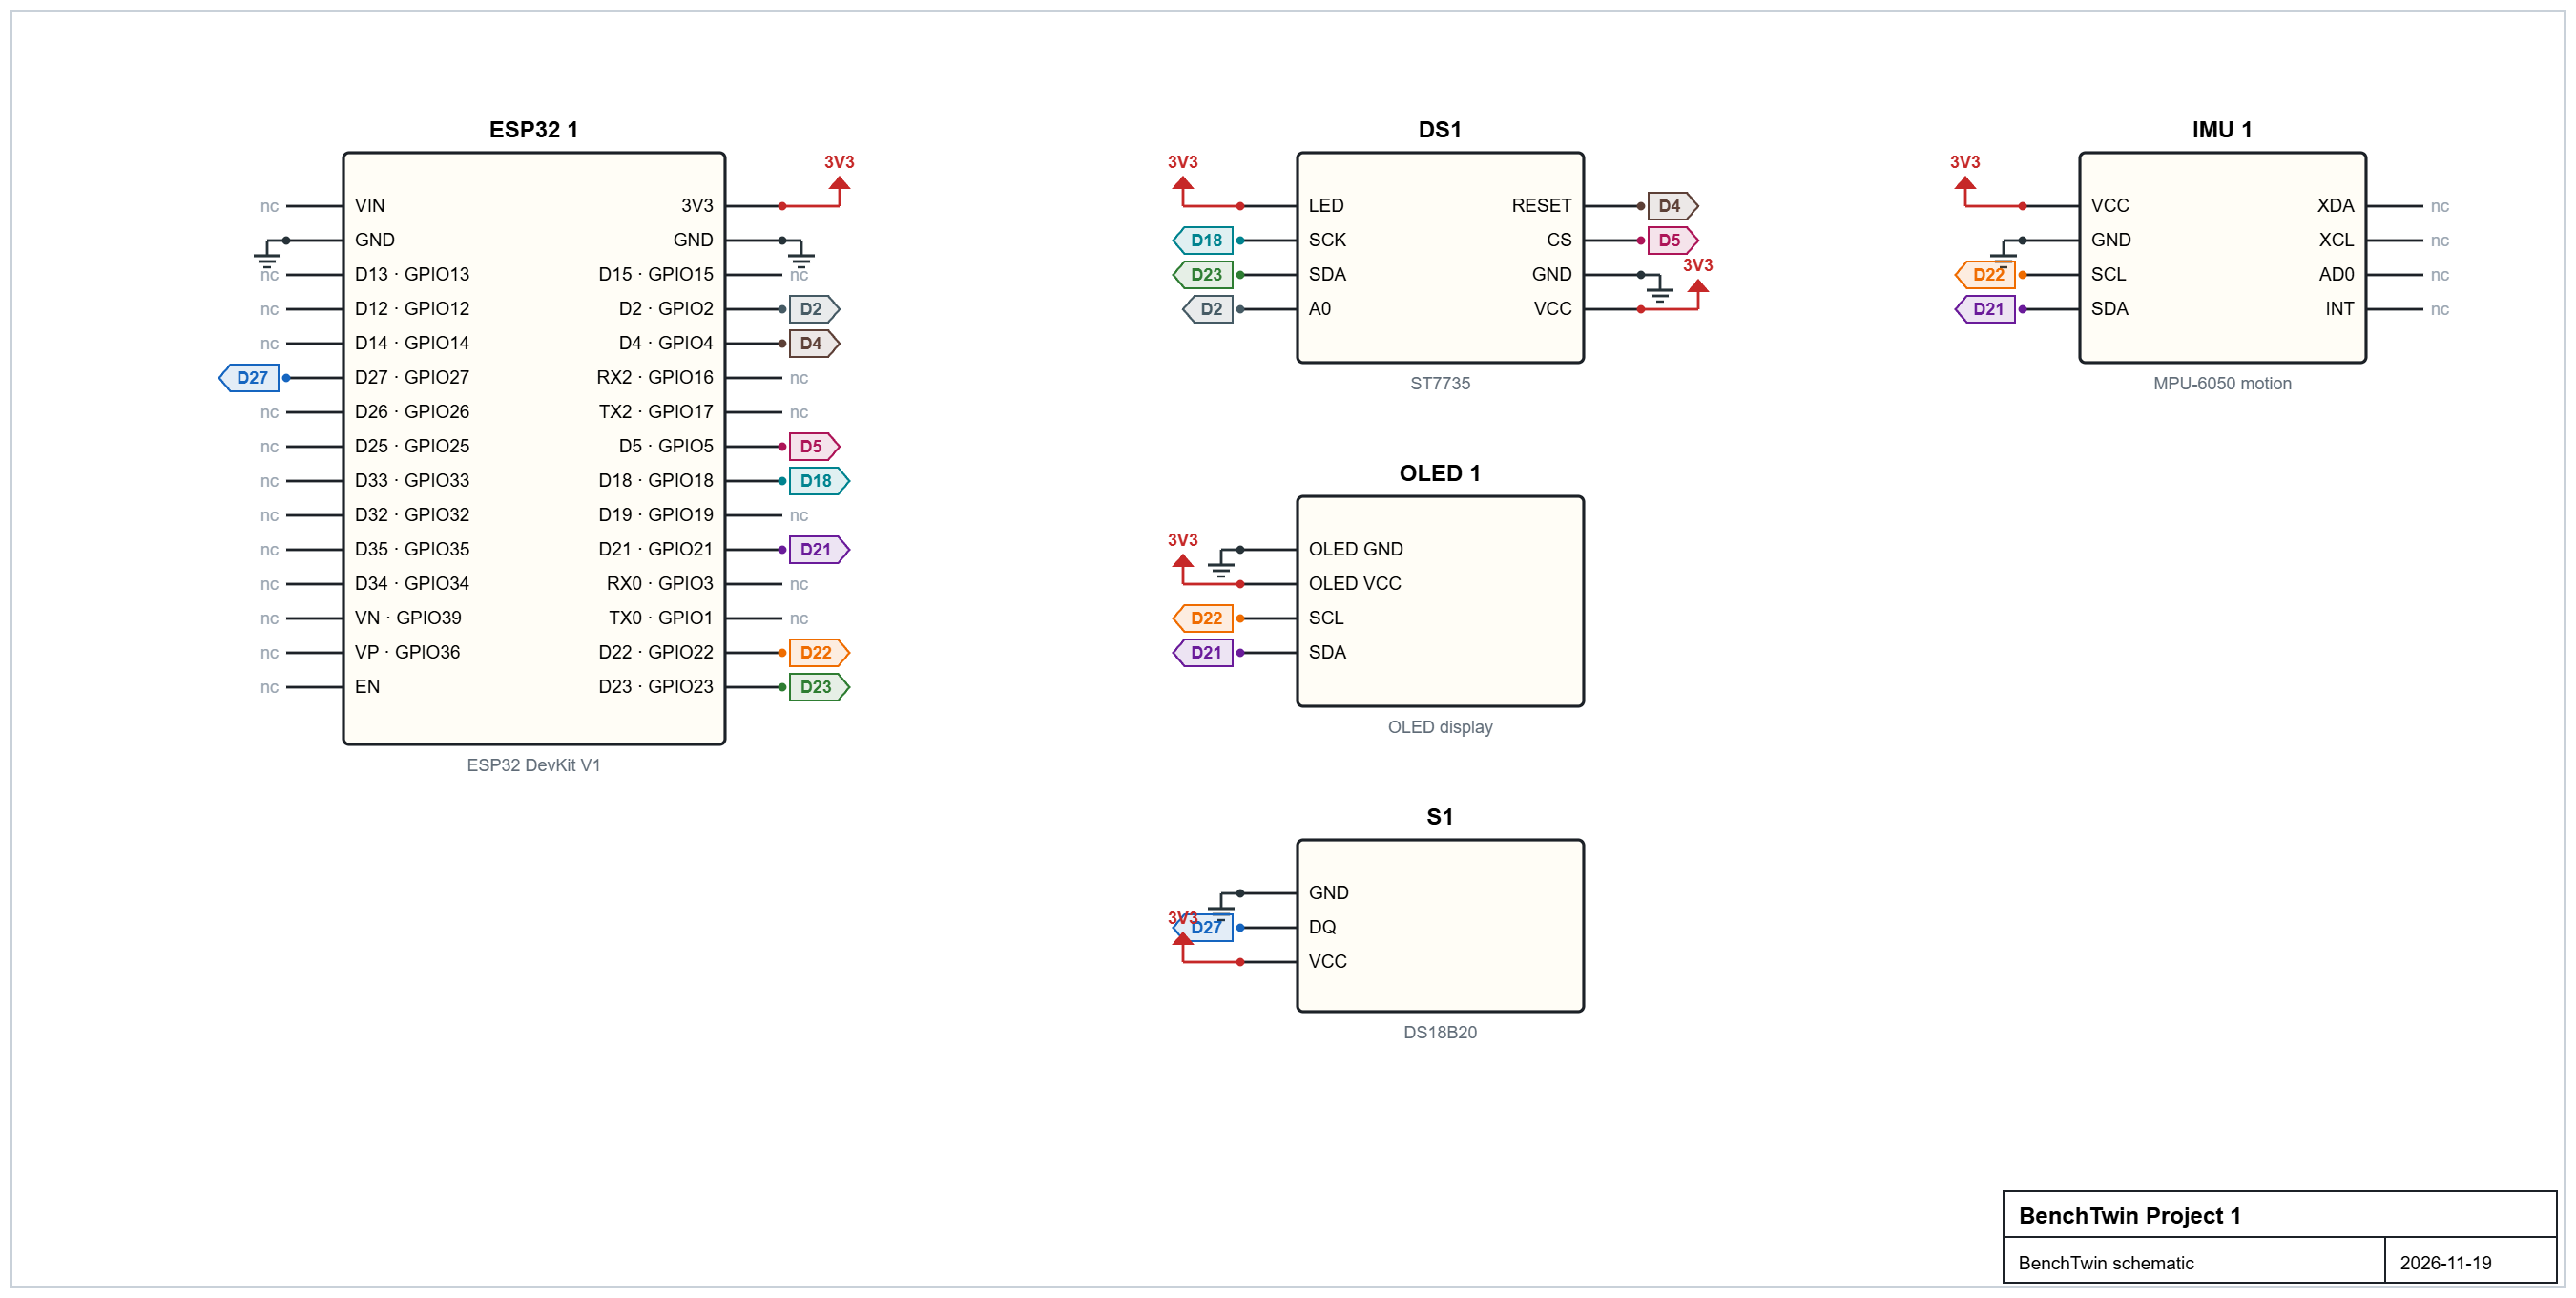 ESP32 1
3V3
nc VIN 3V3
GND GND
nc D13 · GPIO13 D15 · GPIO15 nc
nc D12 · GPIO12 D2 · GPIO2 D2
nc D14 · GPIO14 D4 · GPIO4 D4
D27 D27 · GPIO27 RX2 · GPIO16 nc
nc D26 · GPIO26 TX2 · GPIO17 nc
nc D25 · GPIO25 D5 · GPIO5 D5
nc D33 · GPIO33 D18 · GPIO18 D18
nc D32 · GPIO32 D19 · GPIO19 nc
nc D35 · GPIO35 D21 · GPIO21 D21
nc D34 · GPIO34 RX0 · GPIO3 nc
nc VN · GPIO39 TX0 · GPIO1 nc
nc VP · GPIO36 D22 · GPIO22 D22
nc EN D23 · GPIO23 D23
ESP32 DevKit V1
DS1
3V3
LED RESET D4
D18 SCK CS D5
3V3
D23 SDA GND
D2 A0 VCC
ST7735
IMU 1
3V3
VCC XDA nc
GND XCL nc
D22 SCL AD0 nc
D21 SDA INT nc
MPU-6050 motion
OLED 1
3V3
OLED GND
OLED VCC
D22 SCL
D21 SDA
OLED display
S1
GND
3V3
D27 DQ
VCC
DS18B20
BenchTwin Project 1
BenchTwin schematic 2026-11-19